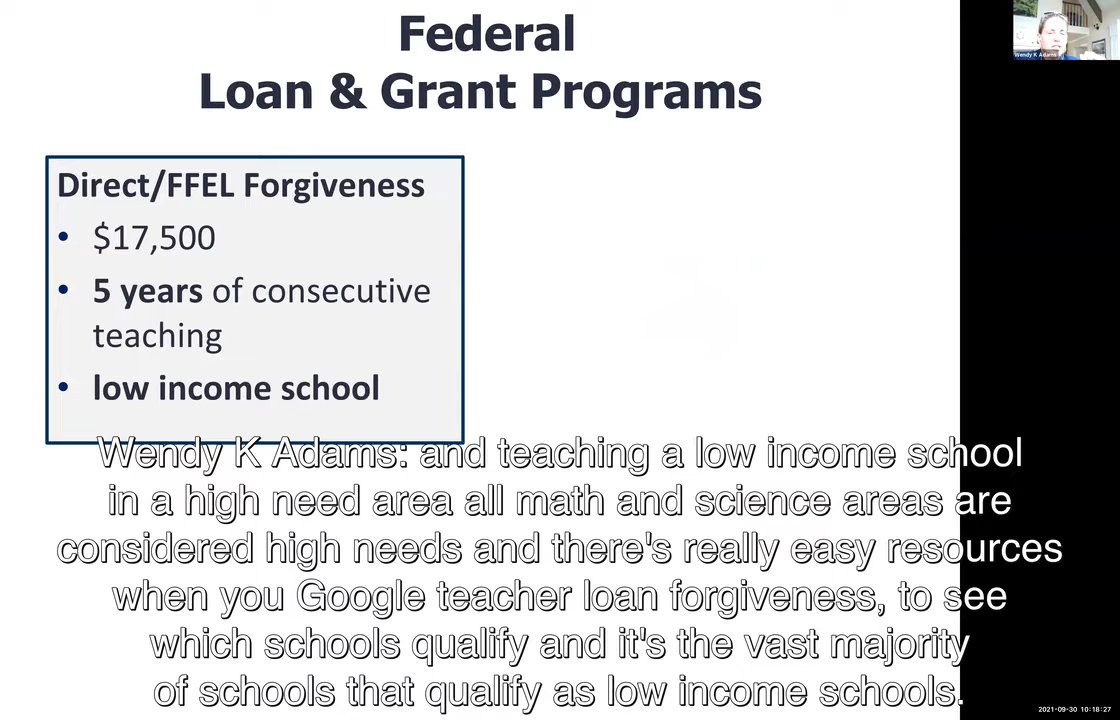 Federal
Loan & Grant Programs
Wendy K Adams
Direct/FFEL Forgiveness
• $17,500
• 5 years of consecutive
teaching
• low income school
Wendy K Adams: and teaching a low income school
in a high need area all math and science areas are
considered high needs and there's really easy resources
when you Google teacher loan forgiveness, to see
which schools qualify and it's the vast majority
of schools that qualify as low income schools.
2021-09-30 10:18:27